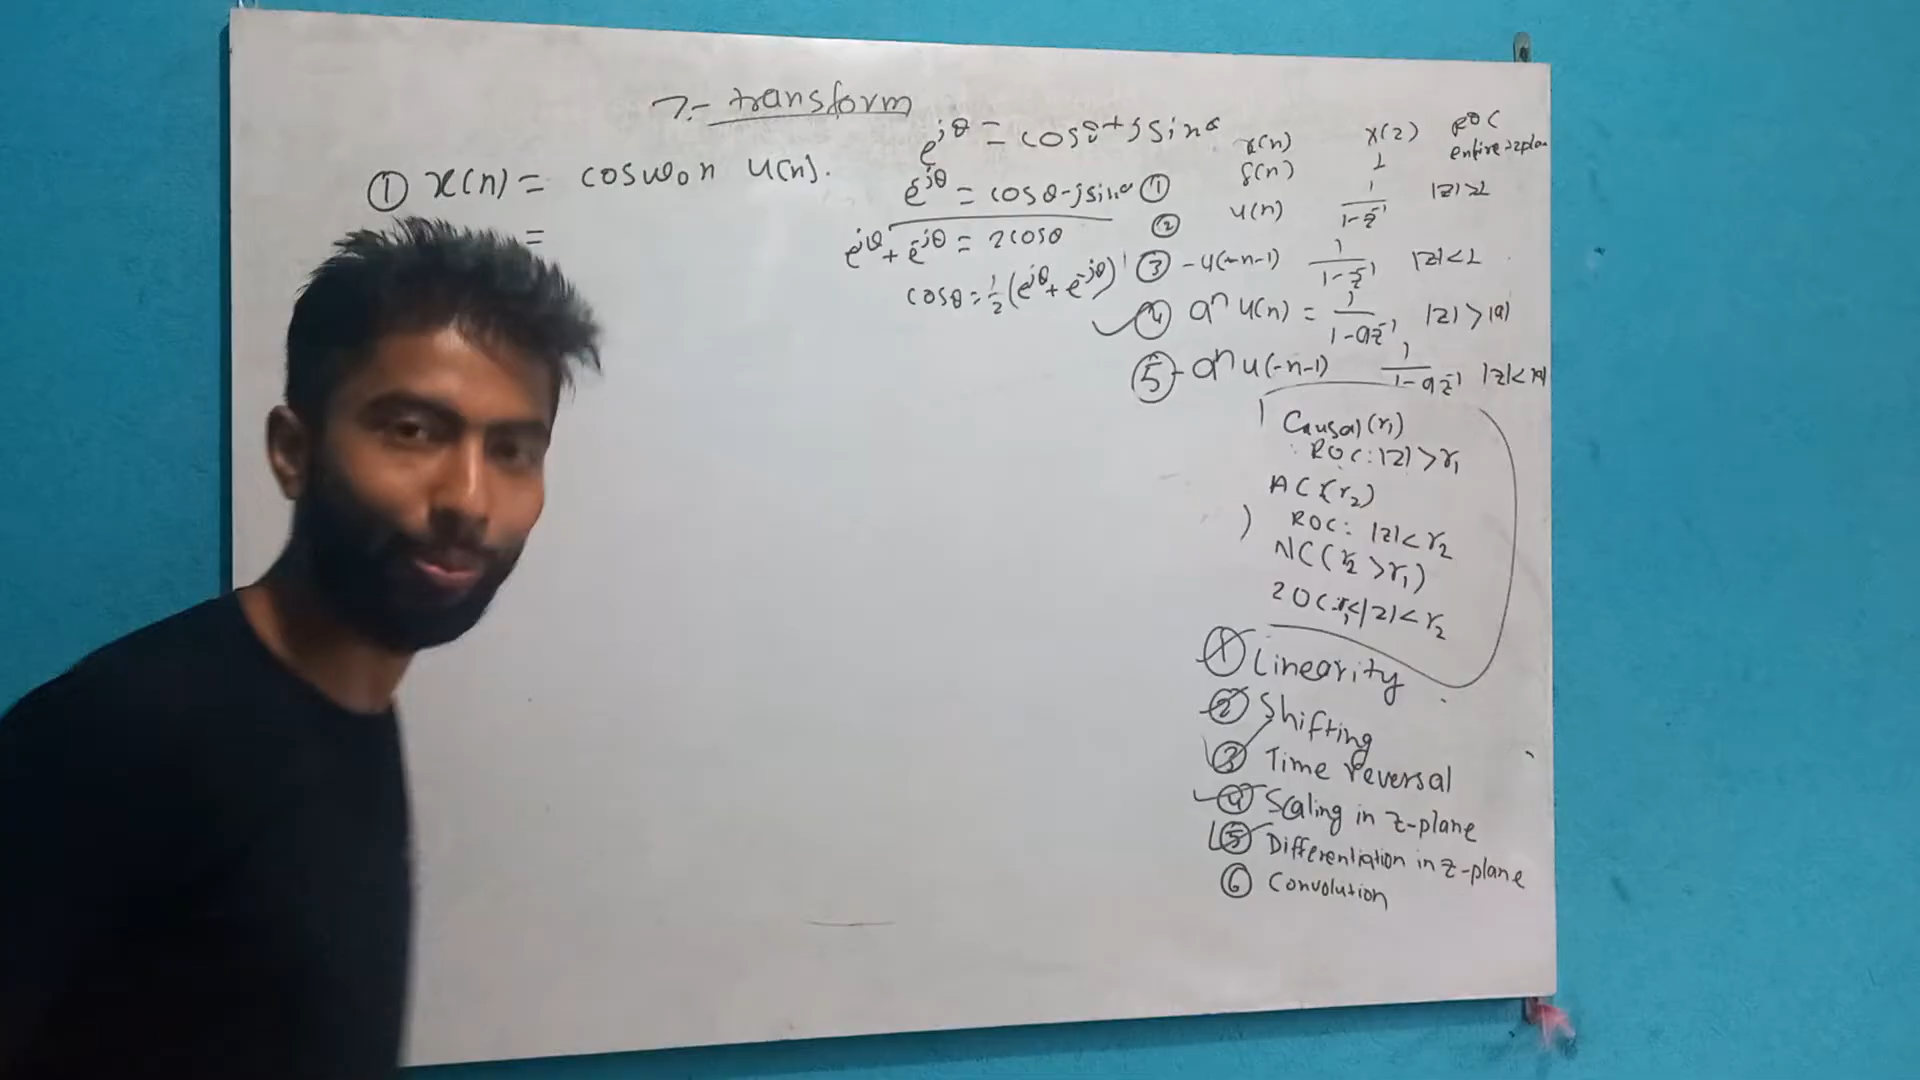 z- transform
① x(n) = cosω₀n u(n).
=
e^jθ = cosθ+jsinθ
e^-jθ = cosθ-jsinθ
e^jθ + e^-jθ = 2cosθ
cosθ = 1/2 (e^jθ + e^-jθ)
x(n) X(z) ROC
① δ(n) 1 entire z plan
② u(n) 1/(1-z^-1) |z|>1
③ -u(-n-1) 1/(1-z^-1) |z|<1
④ a^n u(n) = 1/(1-az^-1) |z|>|a|
⑤ -a^n u(-n-1) 1/(1-az^-1) |z|<|a|
Causal (r₁)
ROC: |z|>r₁
AC (r₂)
ROC: |z|<r₂
NC (r₂>r₁)
ROC: r₁<|z|<r₂
① Linearity
② Shifting
③ Time reversal
④ Scaling in z-plane
⑤ Differentiation in z-plane
⑥ Convolution